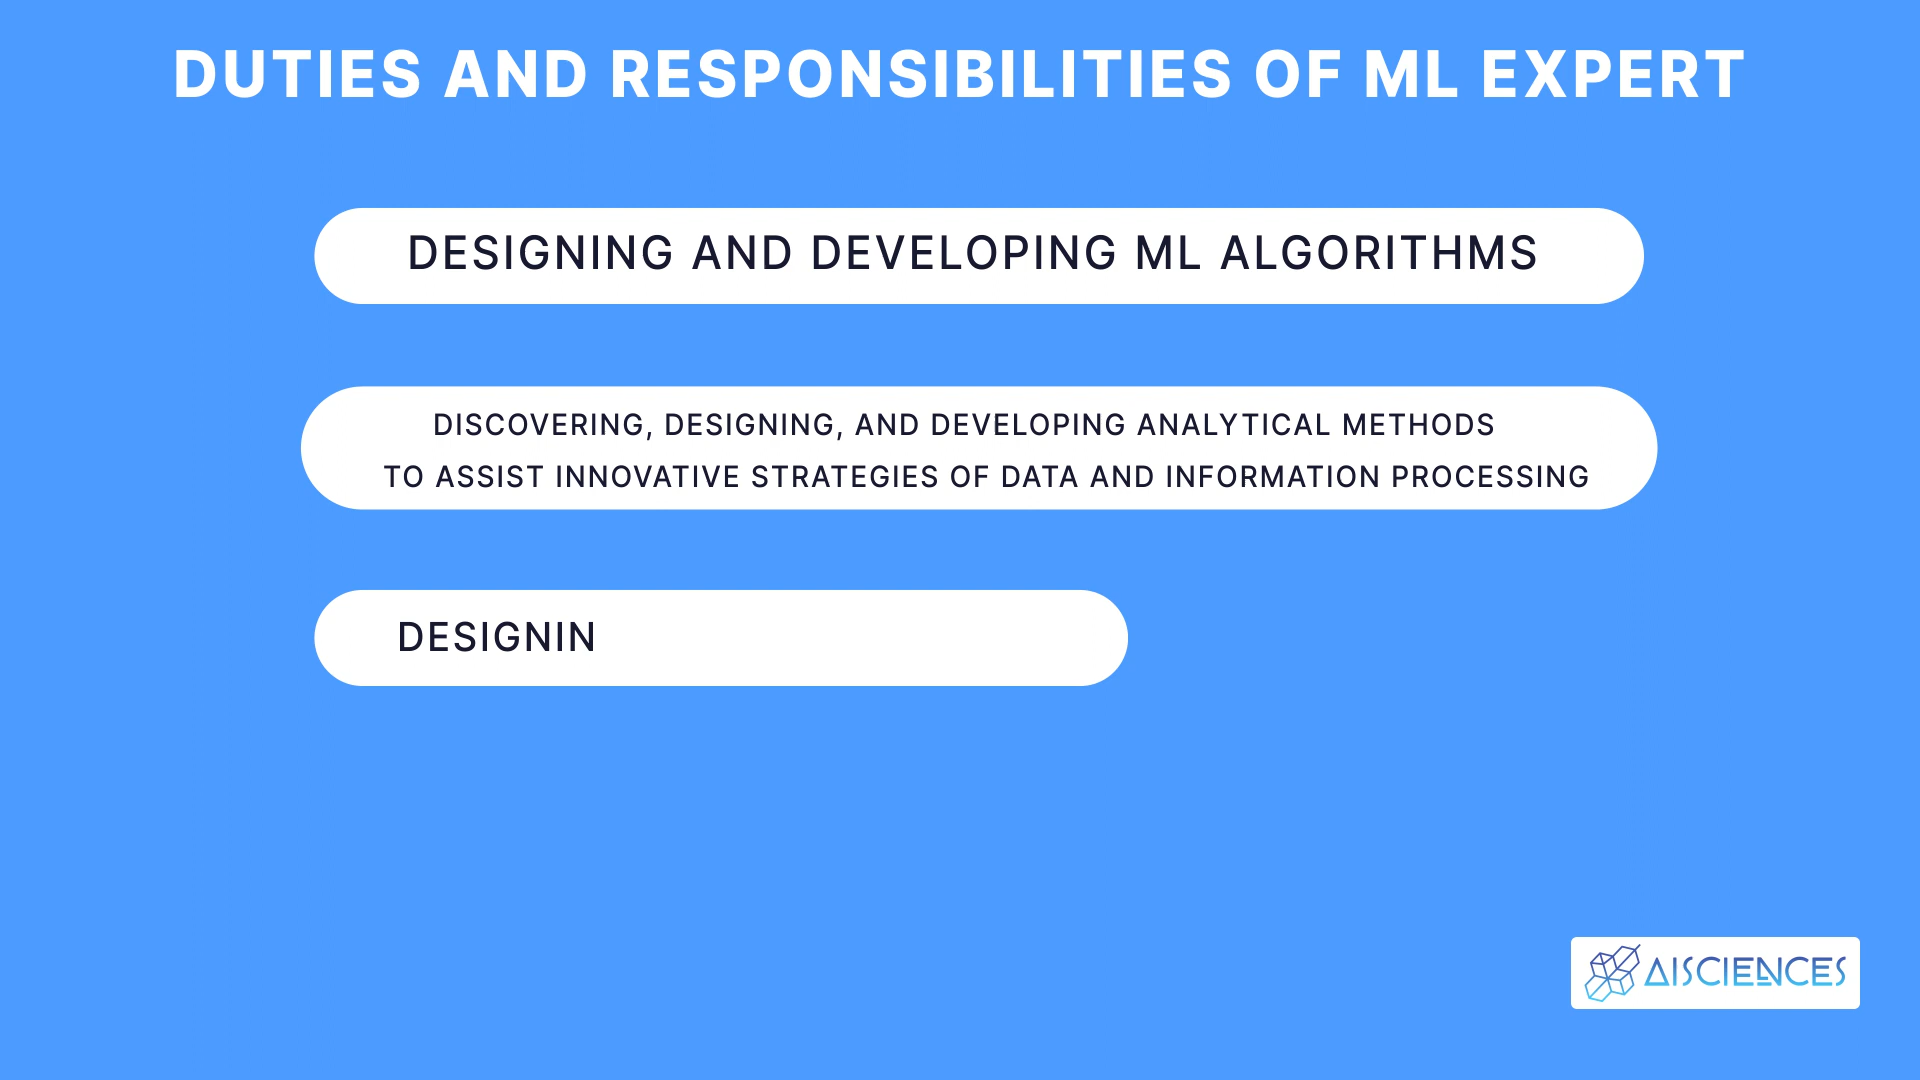 DUTIES AND RESPONSIBILITIES OF ML EXPERT
DESIGNING AND DEVELOPING ML ALGORITHMS
DISCOVERING, DESIGNING, AND DEVELOPING ANALYTICAL METHODS
TO ASSIST INNOVATIVE STRATEGIES OF DATA AND INFORMATION PROCESSING
DESIGNIN
AISCIENCES